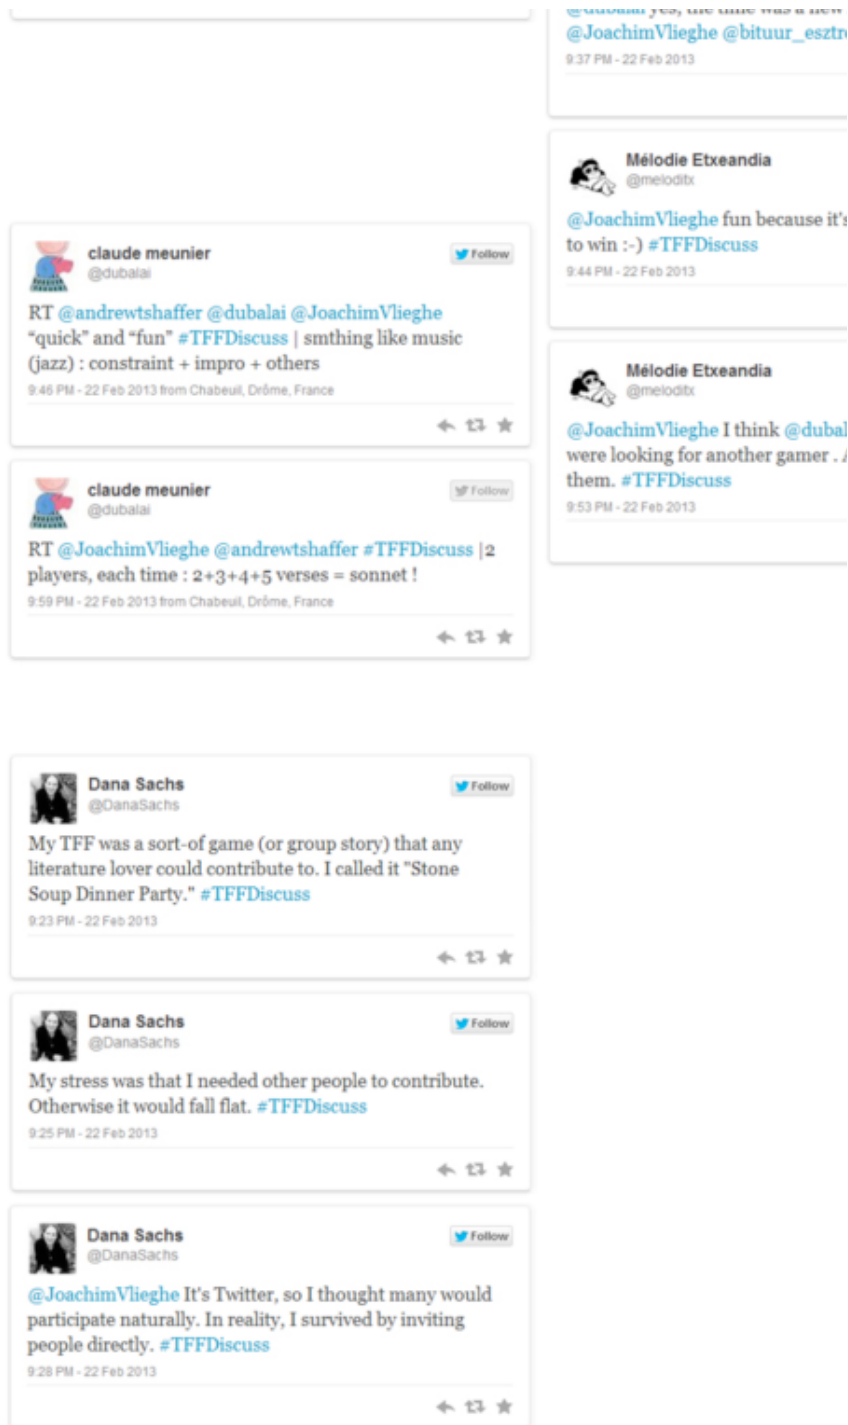 claude meunier
Follow
@dubalai
RT @andrewtshaffer @dubalai @JoachimVlieghe
“quick” and “fun” #TFFDiscuss | smthing like music
(jazz) : constraint + impro + others
9:46 PM - 22 Feb 2013 from Chabeuil, Drôme, France
claude meunier
Follow
@dubalai
RT @JoachimVlieghe @andrewtshaffer #TFFDiscuss |2
players, each time : 2+3+4+5 verses = sonnet !
9:59 PM - 22 Feb 2013 from Chabeuil, Drôme, France
Dana Sachs
Follow
@DanaSachs
My TFF was a sort-of game (or group story) that any
literature lover could contribute to. I called it "Stone
Soup Dinner Party." #TFFDiscuss
9:23 PM - 22 Feb 2013
Dana Sachs
Follow
@DanaSachs
My stress was that I needed other people to contribute.
Otherwise it would fall flat. #TFFDiscuss
9:25 PM - 22 Feb 2013
Dana Sachs
Follow
@DanaSachs
@JoachimVlieghe It's Twitter, so I thought many would
participate naturally. In reality, I survived by inviting
people directly. #TFFDiscuss
9:28 PM - 22 Feb 2013
@dubalai yes, the time was a new
@JoachimVlieghe @bituur_esztr
9:37 PM - 22 Feb 2013
Mélodie Etxeandia
@meloditx
@JoachimVlieghe fun because it's
to win :-) #TFFDiscuss
9:44 PM - 22 Feb 2013
Mélodie Etxeandia
@meloditx
@JoachimVlieghe I think @dubal
were looking for another gamer . A
them. #TFFDiscuss
9:53 PM - 22 Feb 2013